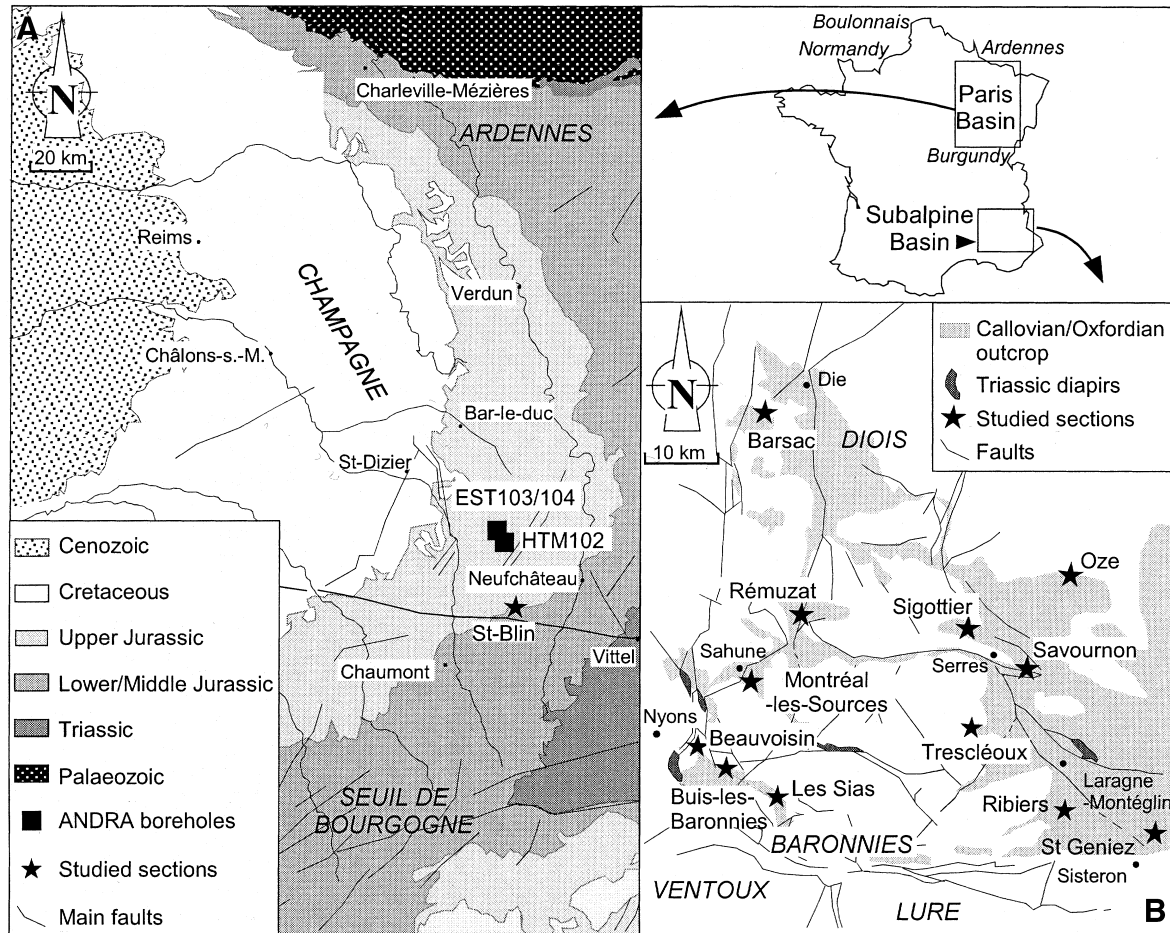 A
N
20 km
Charleville-Mézières
ARDENNES
Reims
CHAMPAGNE
Verdun
Châlons-s.-M.
Bar-le-duc
St-Dizier
EST103/104
HTM102
Neufchâteau
St-Blin
Vittel
Chaumont
SEUIL DE
BOURGOGNE
Cenozoic
Cretaceous
Upper Jurassic
Lower/Middle Jurassic
Triassic
Palaeozoic
ANDRA boreholes
Studied sections
Main faults
Boulonnais
Normandy
Ardennes
Paris
Basin
Burgundy
Subalpine
Basin
N
10 km
Callovian/Oxfordian
outcrop
Triassic diapirs
Studied sections
Faults
Die
Barsac
DIOIS
Oze
Rémuzat
Sigottier
Sahune
Serres
Savournon
Montréal
-les-Sources
Nyons
Beauvoisin
Trescléoux
Buis-les-
Baronnies
Les Sias
Laragne
-Montéglin
Ribiers
BARONNIES
St Geniez
Sisteron
VENTOUX
LURE
B